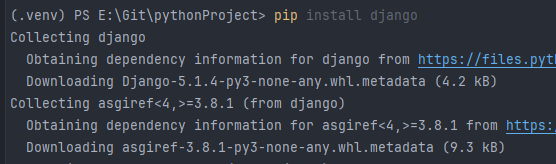 (.venv) PS E:\Git\pythonProject> pip install django
Collecting django
Obtaining dependency information for django from https://files.pyt
Downloading Django-5.1.4-py3-none-any.whl.metadata (4.2 kB)
Collecting asgiref<4,>=3.8.1 (from django)
Obtaining dependency information for asgiref<4,>=3.8.1 from https:
Downloading asgiref-3.8.1-py3-none-any.whl.metadata (9.3 kB)